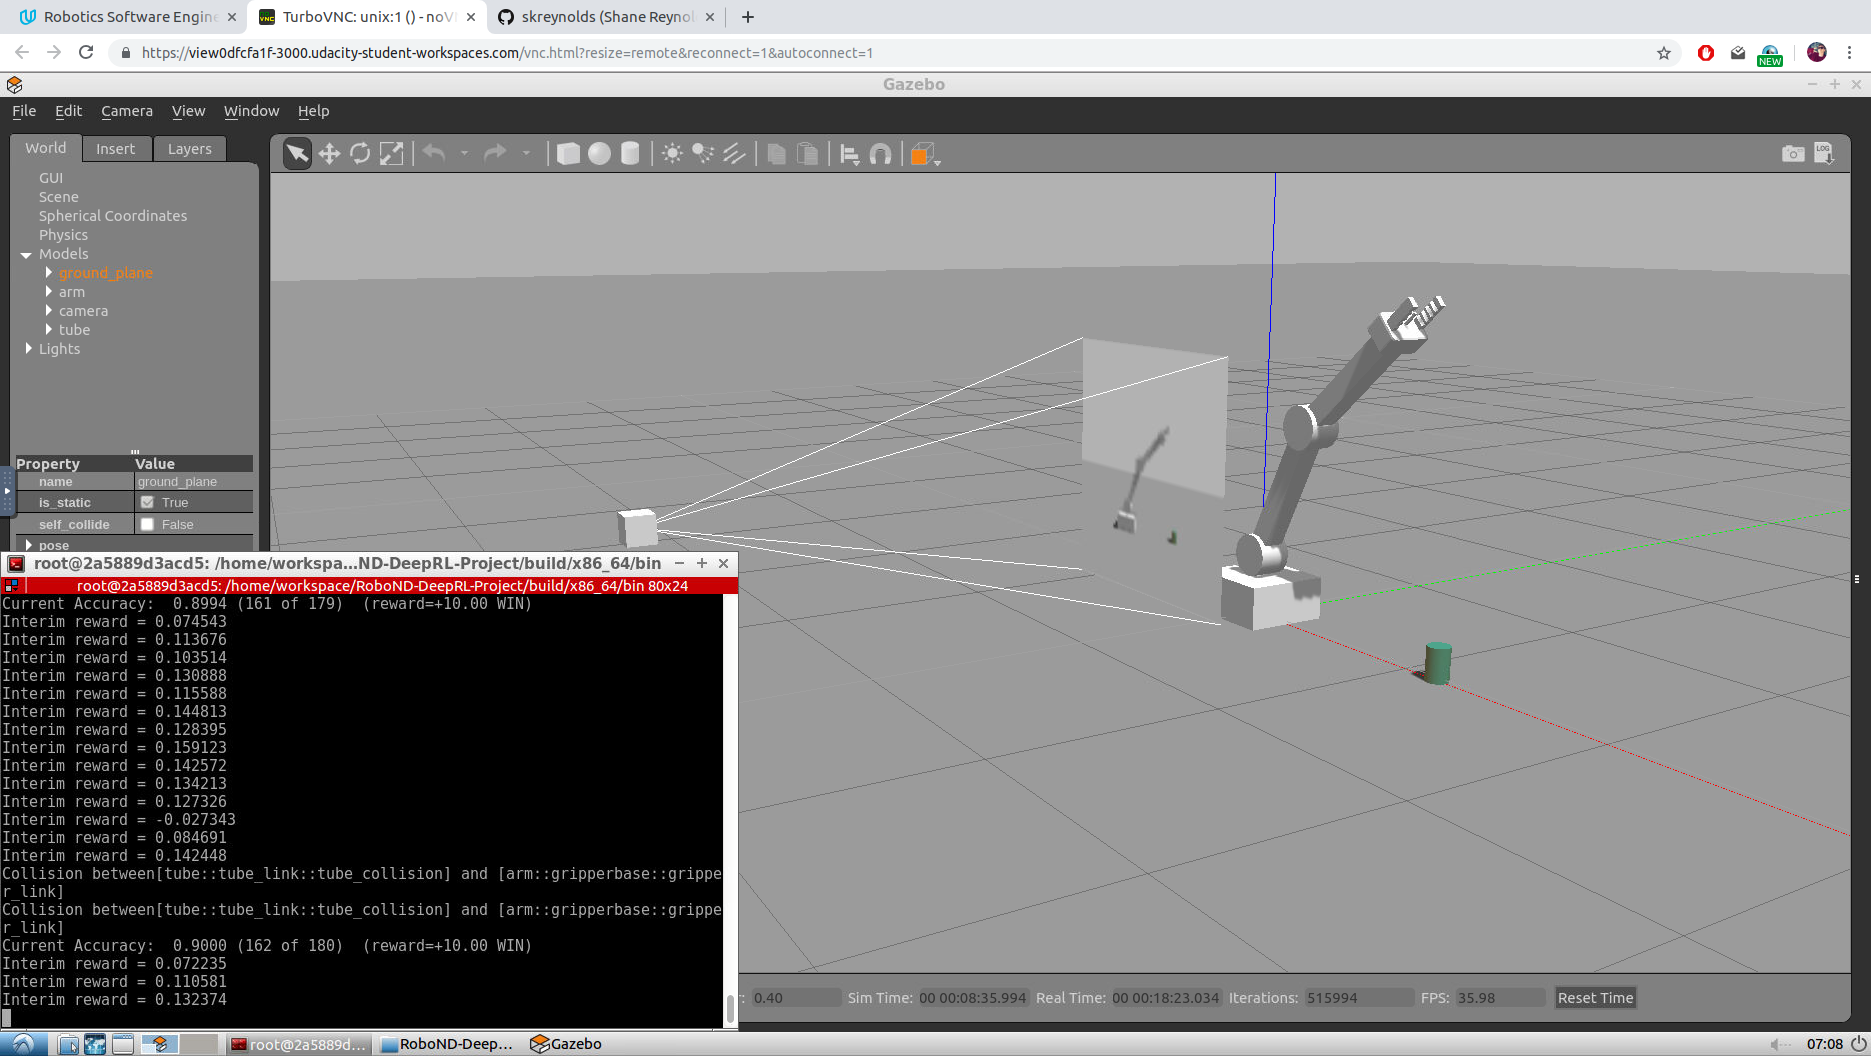 Robotics Software Engine
TurboVNC: unix:1 () - noV
skreynolds (Shane Reynol
https://view0dfcfa1f-3000.udacity-student-workspaces.com/vnc.html?resize=remote&reconnect=1&autoconnect=1
NEW
Gazebo
File Edit Camera View Window Help
World Insert Layers
LOG
GUI
Scene
Spherical Coordinates
Physics
Models
ground_plane
arm
camera
tube
Lights
Property Value
name ground_plane
is_static True
self_collide False
pose
root@2a5889d3acd5: /home/workspa...ND-DeepRL-Project/build/x86_64/bin
root@2a5889d3acd5: /home/workspace/RoboND-DeepRL-Project/build/x86_64/bin 80x24
Current Accuracy:  0.8994 (161 of 179)  (reward=+10.00 WIN)
Interim reward = 0.074543
Interim reward = 0.113676
Interim reward = 0.103514
Interim reward = 0.130888
Interim reward = 0.115588
Interim reward = 0.144813
Interim reward = 0.128395
Interim reward = 0.159123
Interim reward = 0.142572
Interim reward = 0.134213
Interim reward = 0.127326
Interim reward = -0.027343
Interim reward = 0.084691
Interim reward = 0.142448
Collision between[tube::tube_link::tube_collision] and [arm::gripperbase::grippe
r_link]
Collision between[tube::tube_link::tube_collision] and [arm::gripperbase::grippe
r_link]
Current Accuracy:  0.9000 (162 of 180)  (reward=+10.00 WIN)
Interim reward = 0.072235
Interim reward = 0.110581
Interim reward = 0.132374
0.40 Sim Time: 00 00:08:35.994 Real Time: 00 00:18:23.034 Iterations: 515994 FPS: 35.98 Reset Time
root@2a5889d... RoboND-Deep... Gazebo 07:08